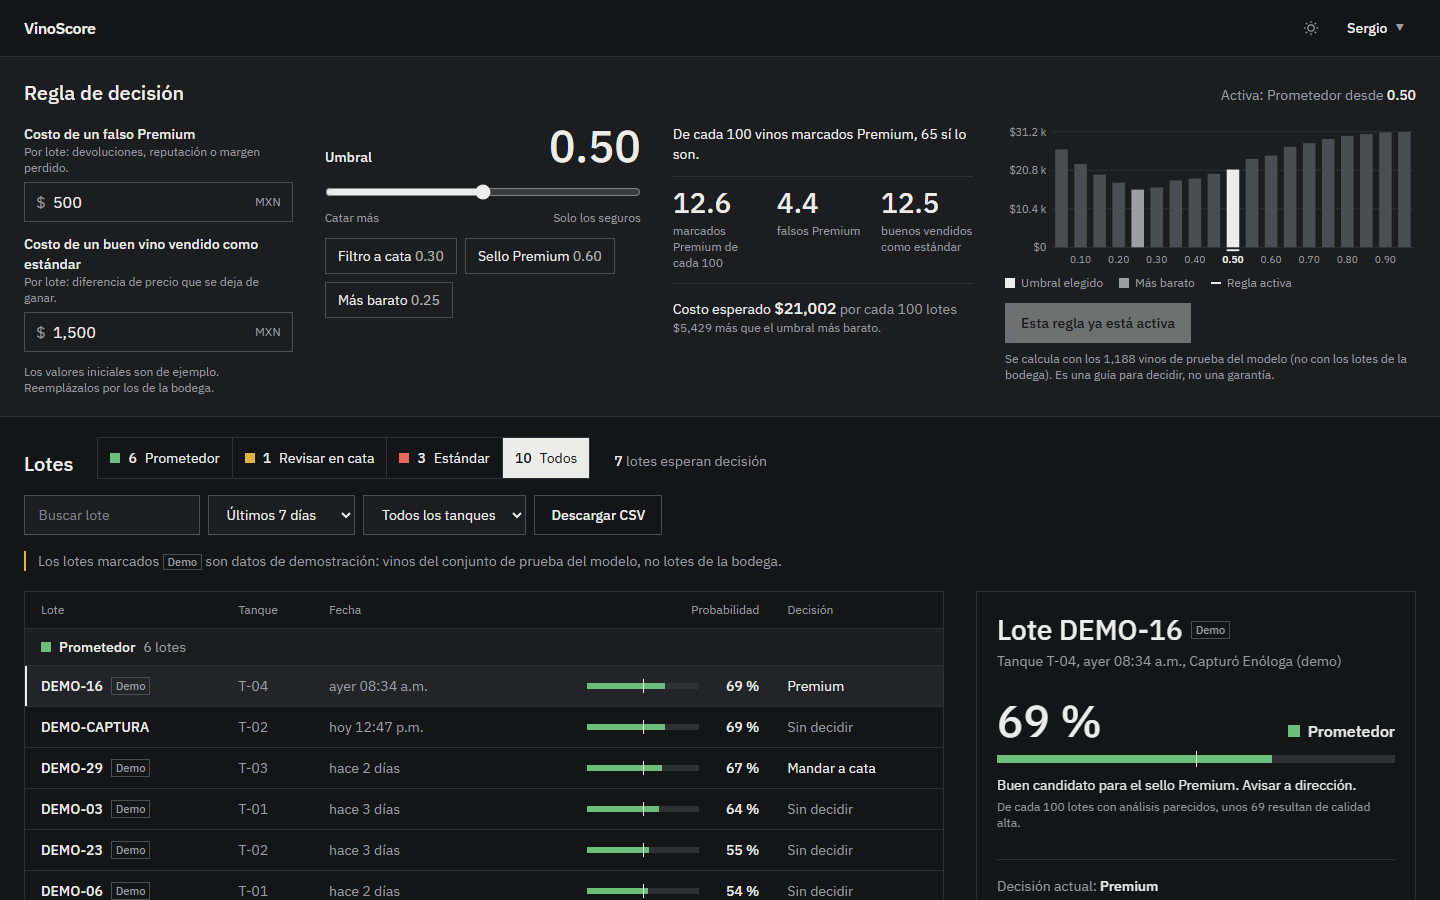 VinoScore
Sergio ▼
Regla de decisión
Activa: Prometedor desde 0.50
Costo de un falso Premium
Por lote: devoluciones, reputación o margen
perdido.
$ 500 MXN
Costo de un buen vino vendido como
estándar
Por lote: diferencia de precio que se deja de
ganar.
$ 1,500 MXN
Los valores iniciales son de ejemplo.
Reemplázalos por los de la bodega.
Umbral 0.50
Catar más Solo los seguros
Filtro a cata 0.30 Sello Premium 0.60
Más barato 0.25
De cada 100 vinos marcados Premium, 65 sí lo
son.
12.6
marcados
Premium de
cada 100
4.4
falsos Premium
12.5
buenos vendidos
como estándar
Costo esperado $21,002 por cada 100 lotes
$5,429 más que el umbral más barato.
$31.2 k
$20.8 k
$10.4 k
$0
0.10 0.20 0.30 0.40 0.50 0.60 0.70 0.80 0.90
Umbral elegido Más barato Regla activa
Esta regla ya está activa
Se calcula con los 1,188 vinos de prueba del modelo (no con los lotes de la
bodega). Es una guía para decidir, no una garantía.
Lotes
6 Prometedor 1 Revisar en cata 3 Estándar 10 Todos
7 lotes esperan decisión
Buscar lote Últimos 7 días Todos los tanques Descargar CSV
Los lotes marcados Demo son datos de demostración: vinos del conjunto de prueba del modelo, no lotes de la bodega.
Lote Tanque Fecha Probabilidad Decisión
Prometedor 6 lotes
DEMO-16 Demo T-04 ayer 08:34 a.m. 69 % Premium
DEMO-CAPTURA T-02 hoy 12:47 p.m. 69 % Sin decidir
DEMO-29 Demo T-03 hace 2 días 67 % Mandar a cata
DEMO-03 Demo T-01 hace 3 días 64 % Sin decidir
DEMO-23 Demo T-02 hace 3 días 55 % Sin decidir
DEMO-06 Demo T-01 hace 2 días 54 % Sin decidir
Lote DEMO-16 Demo
Tanque T-04, ayer 08:34 a.m., Capturó Enóloga (demo)
69 % Prometedor
Buen candidato para el sello Premium. Avisar a dirección.
De cada 100 lotes con análisis parecidos, unos 69 resultan de calidad
alta.
Decisión actual: Premium